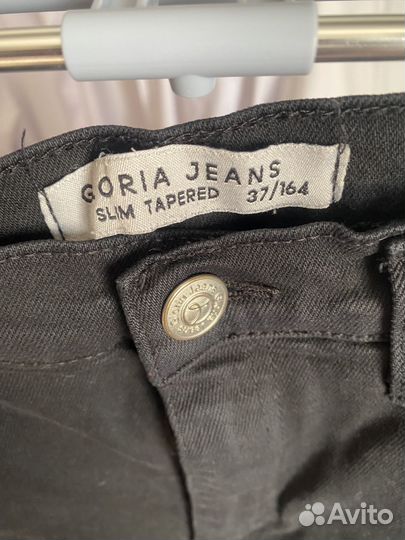 GORIA JEANS
SLIM TAPERED 37/164
Avito